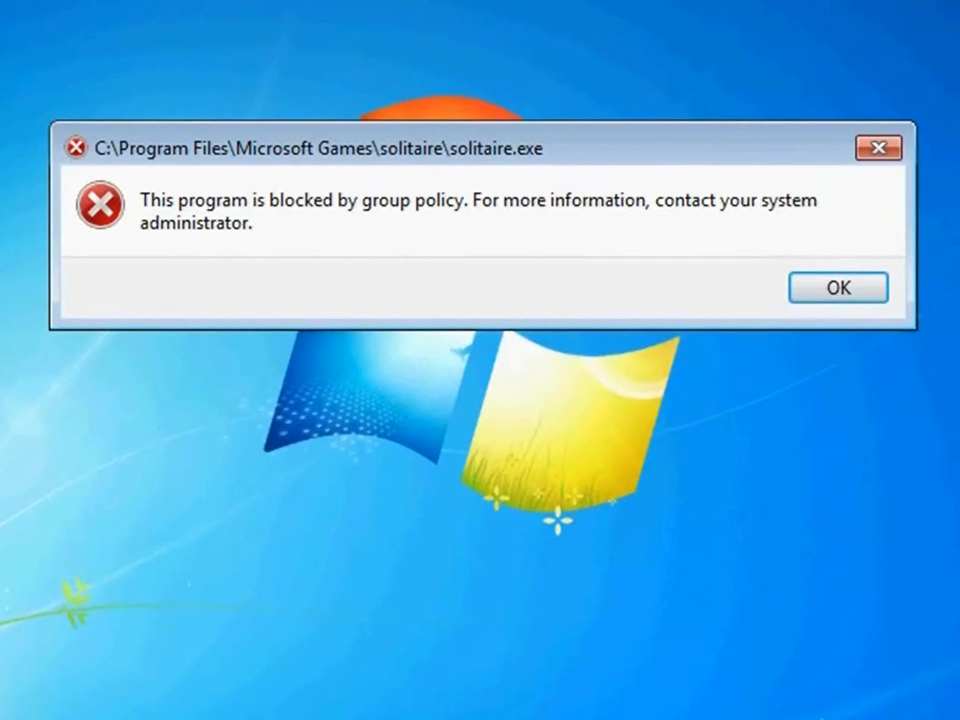 C:\Program Files\Microsoft Games\solitaire\solitaire.exe
This program is blocked by group policy. For more information, contact your system
administrator.
OK